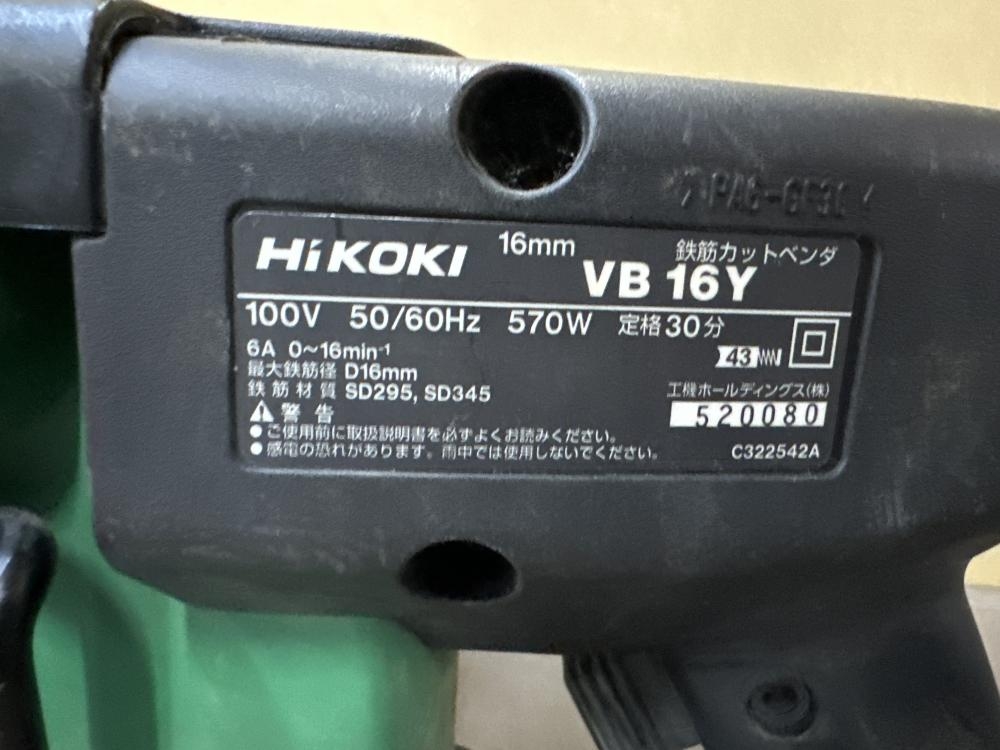 PA6-GF30
HiKOKI 16mm 鉄筋カットベンダ
VB 16Y
100V 50/60Hz 570W 定格30分
6A 0~16min-1
43
最大鉄筋径 D16mm
鉄筋材質 SD295, SD345
工機ホールディングス(株)
警告
520080
●ご使用前に取扱説明書を必ずよくお読みください。
●感電の恐れがあります。雨中では使用しないでください。
C322542A